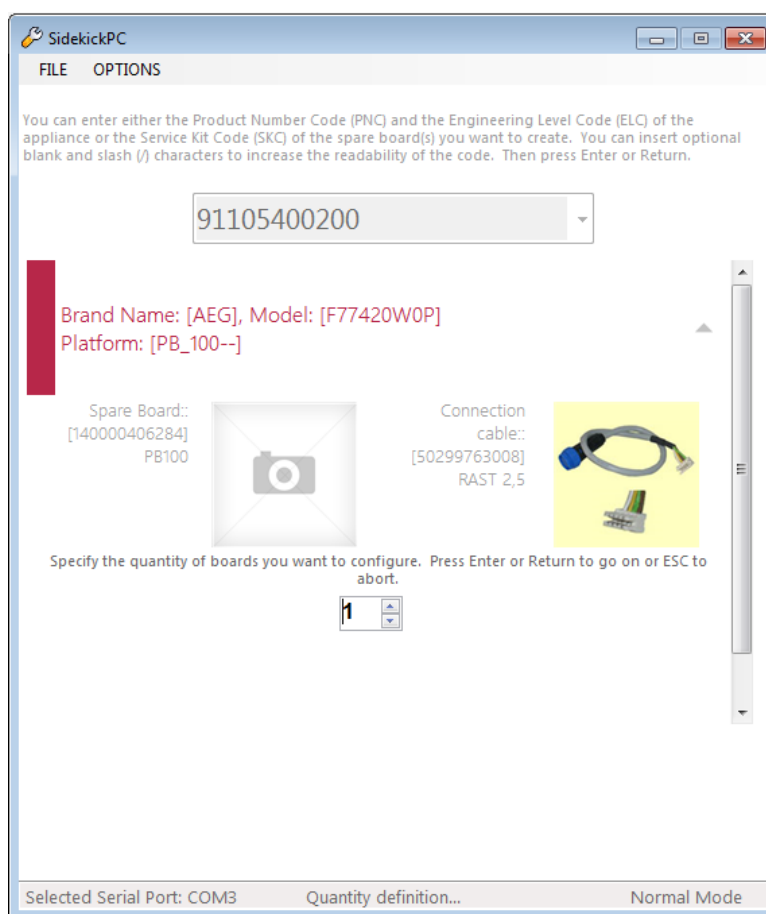 SidekickPC
FILE OPTIONS
You can enter either the Product Number Code (PNC) and the Engineering Level Code (ELC) of the
appliance or the Service Kit Code (SKC) of the spare board(s) you want to create. You can insert optional
blank and slash (/) characters to increase the readability of the code. Then press Enter or Return.
91105400200
Brand Name: [AEG], Model: [F77420W0P]
Platform: [PB_100--]
Spare Board::
[140000406284]
PB100
Connection
cable::
[50299763008]
RAST 2,5
Specify the quantity of boards you want to configure. Press Enter or Return to go on or ESC to
abort.
1
Selected Serial Port: COM3 Quantity definition... Normal Mode